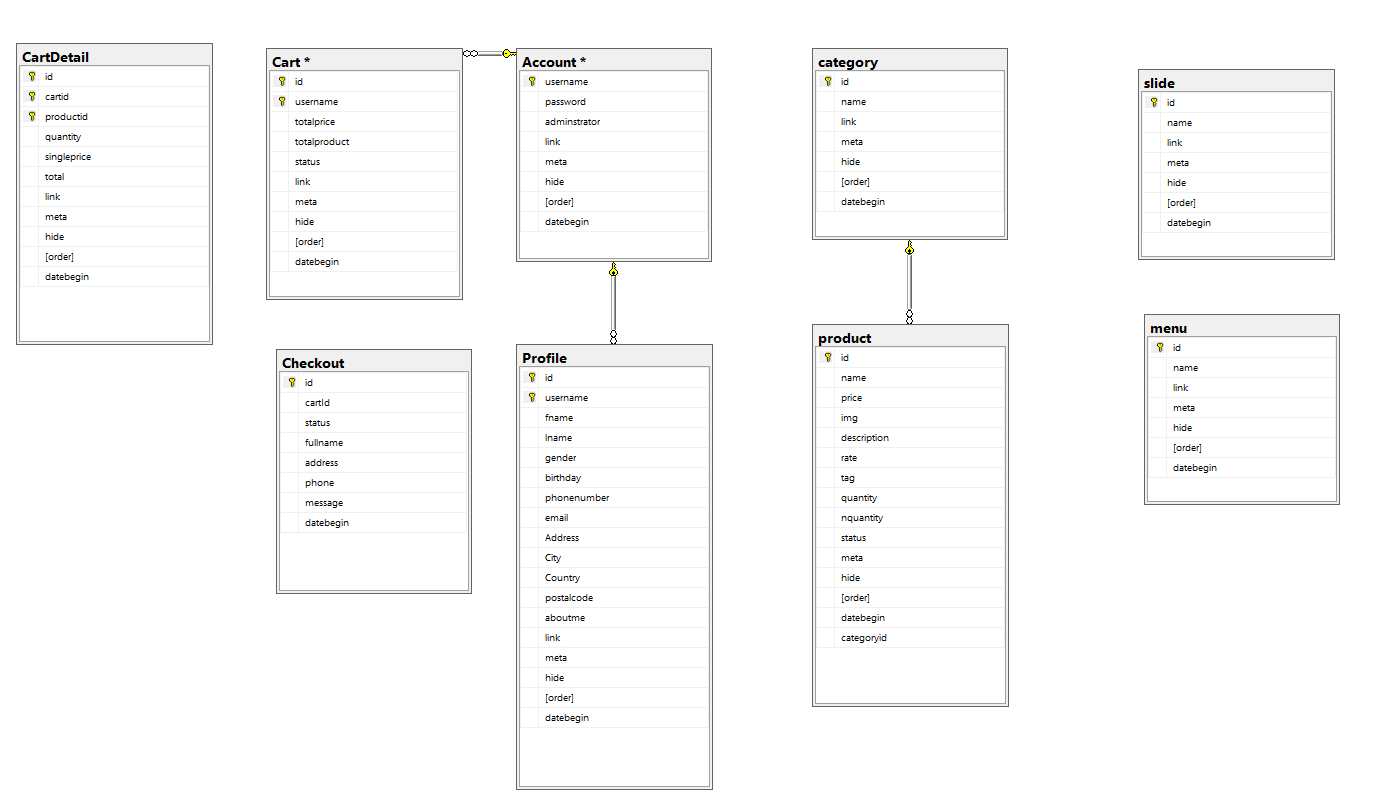 CartDetail
id
cartid
productid
quantity
singleprice
total
link
meta
hide
[order]
datebegin
Cart *
id
username
totalprice
totalproduct
status
link
meta
hide
[order]
datebegin
Account *
username
password
adminstrator
link
meta
hide
[order]
datebegin
category
id
name
link
meta
hide
[order]
datebegin
slide
id
name
link
meta
hide
[order]
datebegin
Checkout
id
cartId
status
fullname
address
phone
message
datebegin
Profile
id
username
fname
lname
gender
birthday
phonenumber
email
Address
City
Country
postalcode
aboutme
link
meta
hide
[order]
datebegin
product
id
name
price
img
description
rate
tag
quantity
nquantity
status
meta
hide
[order]
datebegin
categoryid
menu
id
name
link
meta
hide
[order]
datebegin